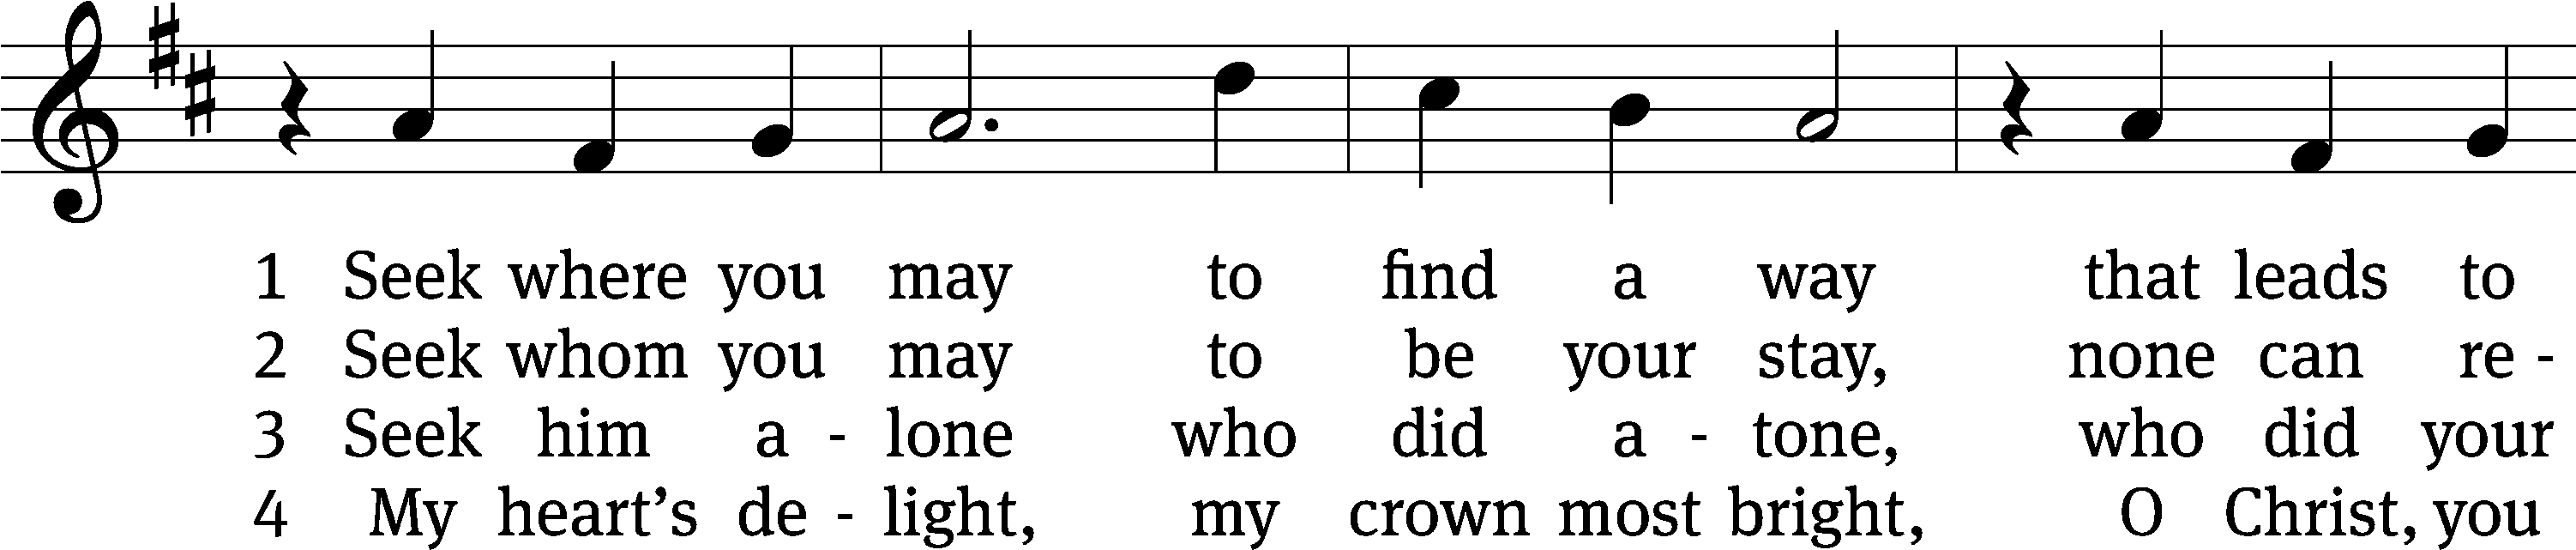 1 Seek where you may to find a way that leads to
2 Seek whom you may to be your stay, none can re -
3 Seek him a - lone who did a - tone, who did your
4 My heart’s de - light, my crown most bright, O Christ, you